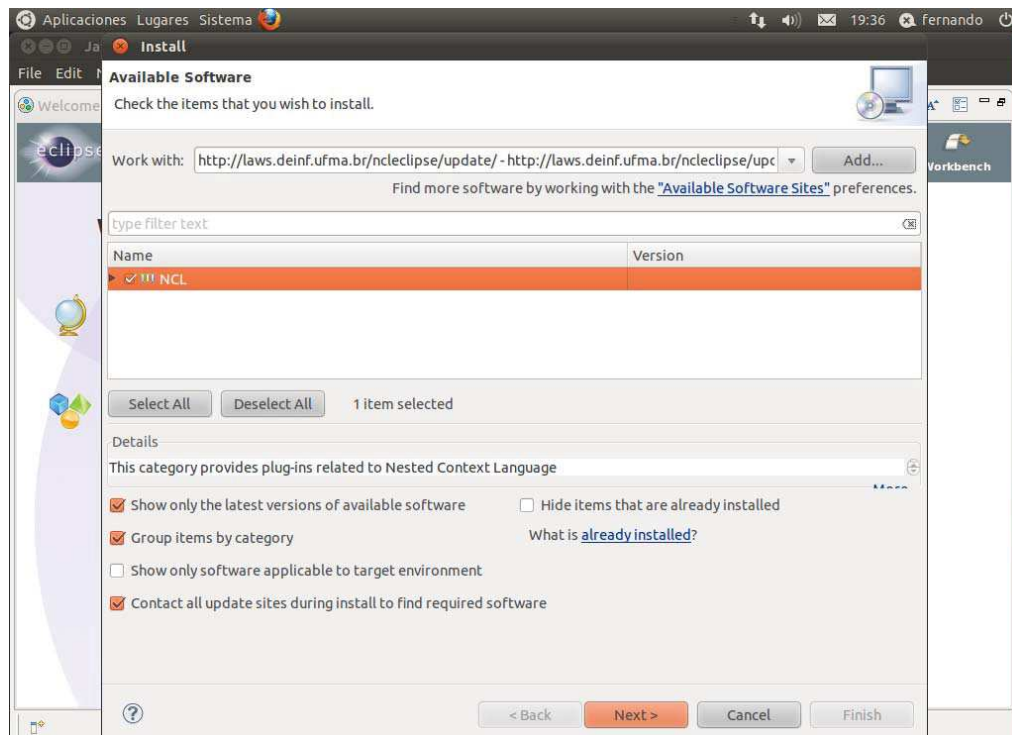 Aplicaciones Lugares Sistema 19:36 fernando
Ja Install
File Edit
Available Software
Welcome Check the items that you wish to install.
eclipse
Work with: http://laws.deinf.ufma.br/ncleclipse/update/ - http://laws.deinf.ufma.br/ncleclipse/upd Add...
Workbench
Find more software by working with the "Available Software Sites" preferences.
type filter text
Name Version
NCL
Select All Deselect All 1 item selected
Details
This category provides plug-ins related to Nested Context Language
More
Show only the latest versions of available software Hide items that are already installed
Group items by category What is already installed?
Show only software applicable to target environment
Contact all update sites during install to find required software
< Back Next > Cancel Finish